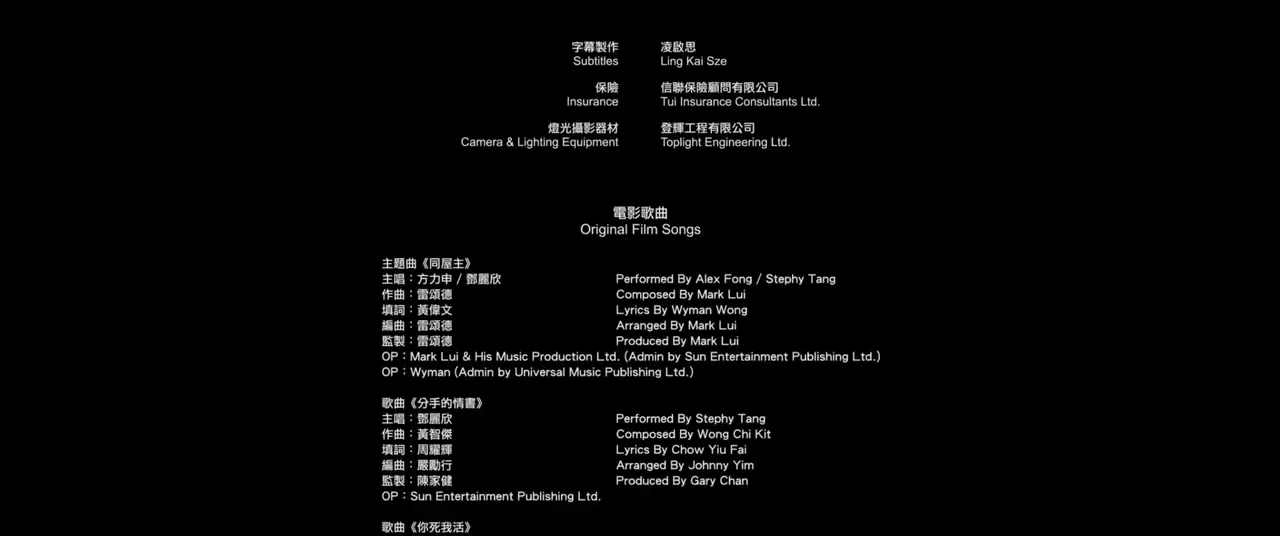 字幕製作 凌啟思
Subtitles Ling Kai Sze
保險 信聯保險顧問有限公司
Insurance Tui Insurance Consultants Ltd.
燈光攝影器材 登輝工程有限公司
Camera & Lighting Equipment Toplight Engineering Ltd.
電影歌曲
Original Film Songs
主題曲《同屋主》
主唱：方力申 / 鄧麗欣 Performed By Alex Fong / Stephy Tang
作曲：雷頌德 Composed By Mark Lui
填詞：黃偉文 Lyrics By Wyman Wong
編曲：雷頌德 Arranged By Mark Lui
監製：雷頌德 Produced By Mark Lui
OP：Mark Lui & His Music Production Ltd. (Admin by Sun Entertainment Publishing Ltd.)
OP：Wyman (Admin by Universal Music Publishing Ltd.)
歌曲《分手的情書》
主唱：鄧麗欣 Performed By Stephy Tang
作曲：黃智傑 Composed By Wong Chi Kit
填詞：周耀輝 Lyrics By Chow Yiu Fai
編曲：嚴勵行 Arranged By Johnny Yim
監製：陳家健 Produced By Gary Chan
OP：Sun Entertainment Publishing Ltd.
歌曲《你死我活》